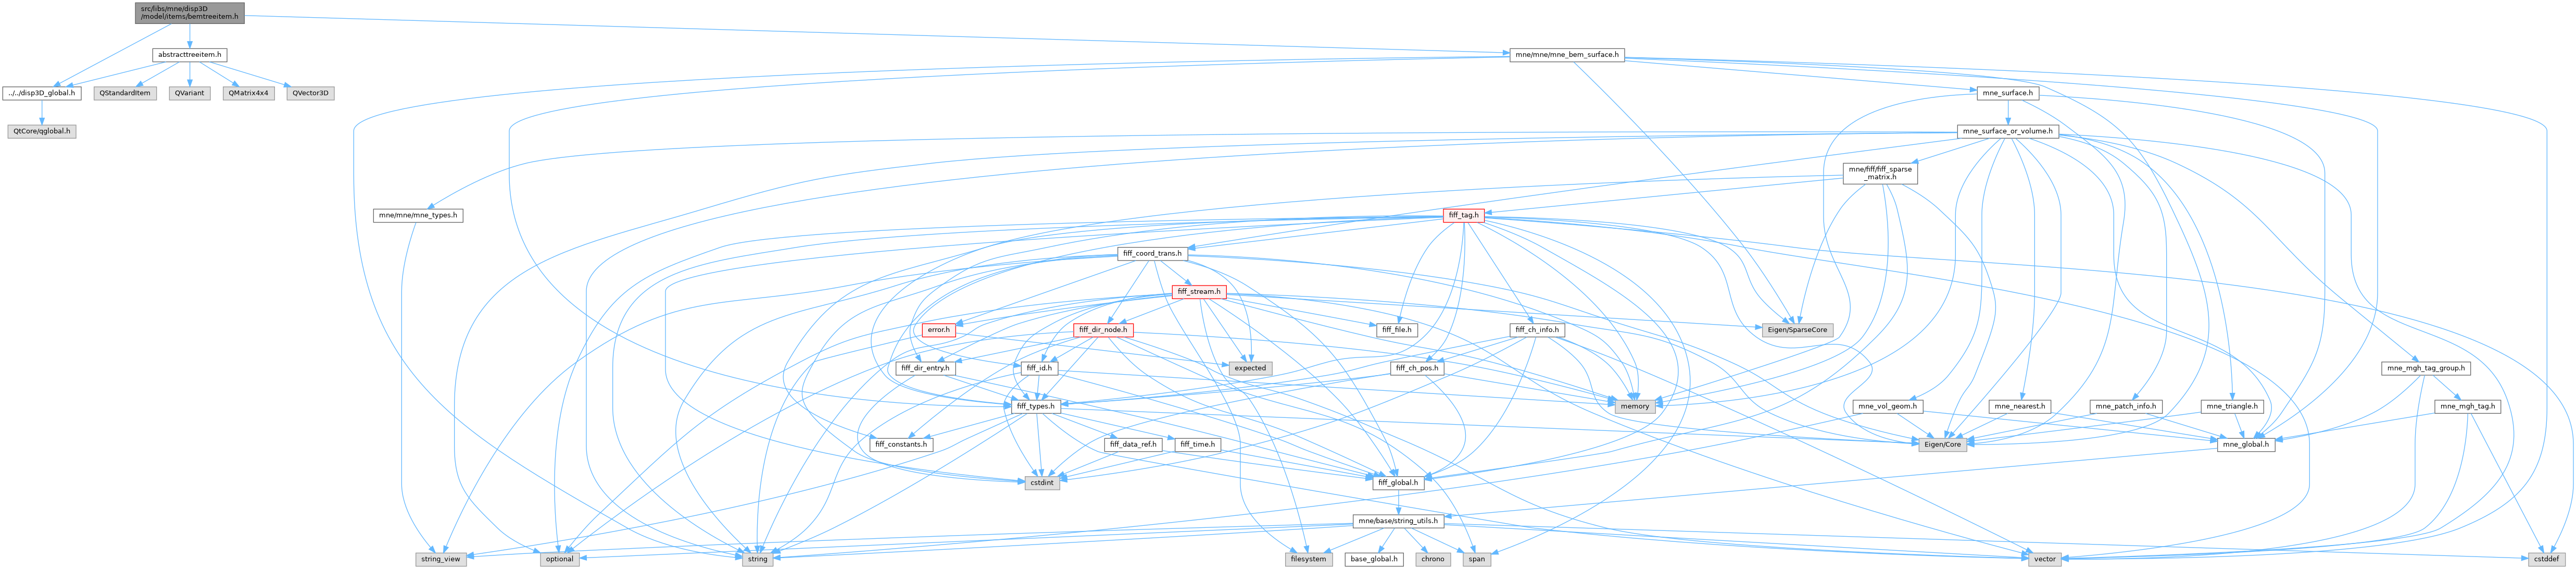 src/libs/mne/disp3D
/model/items/bemtreeitem.h
abstracttreeitem.h
mne/mne/mne_bem_surface.h
../../disp3D_global.h
QStandardItem
QVariant
QMatrix4x4
QVector3D
mne_surface.h
QtCore/qglobal.h
mne_surface_or_volume.h
mne/fiff/fiff_sparse
_matrix.h
mne/mne/mne_types.h
fiff_tag.h
fiff_coord_trans.h
fiff_stream.h
error.h
fiff_dir_node.h
fiff_file.h
fiff_ch_info.h
Eigen/SparseCore
fiff_dir_entry.h
fiff_id.h
expected
fiff_ch_pos.h
mne_mgh_tag_group.h
fiff_types.h
memory
mne_vol_geom.h
mne_nearest.h
mne_patch_info.h
mne_triangle.h
mne_mgh_tag.h
fiff_constants.h
fiff_data_ref.h
fiff_time.h
Eigen/Core
mne_global.h
cstdint
fiff_global.h
mne/base/string_utils.h
string_view
optional
string
filesystem
base_global.h
chrono
span
vector
cstddef